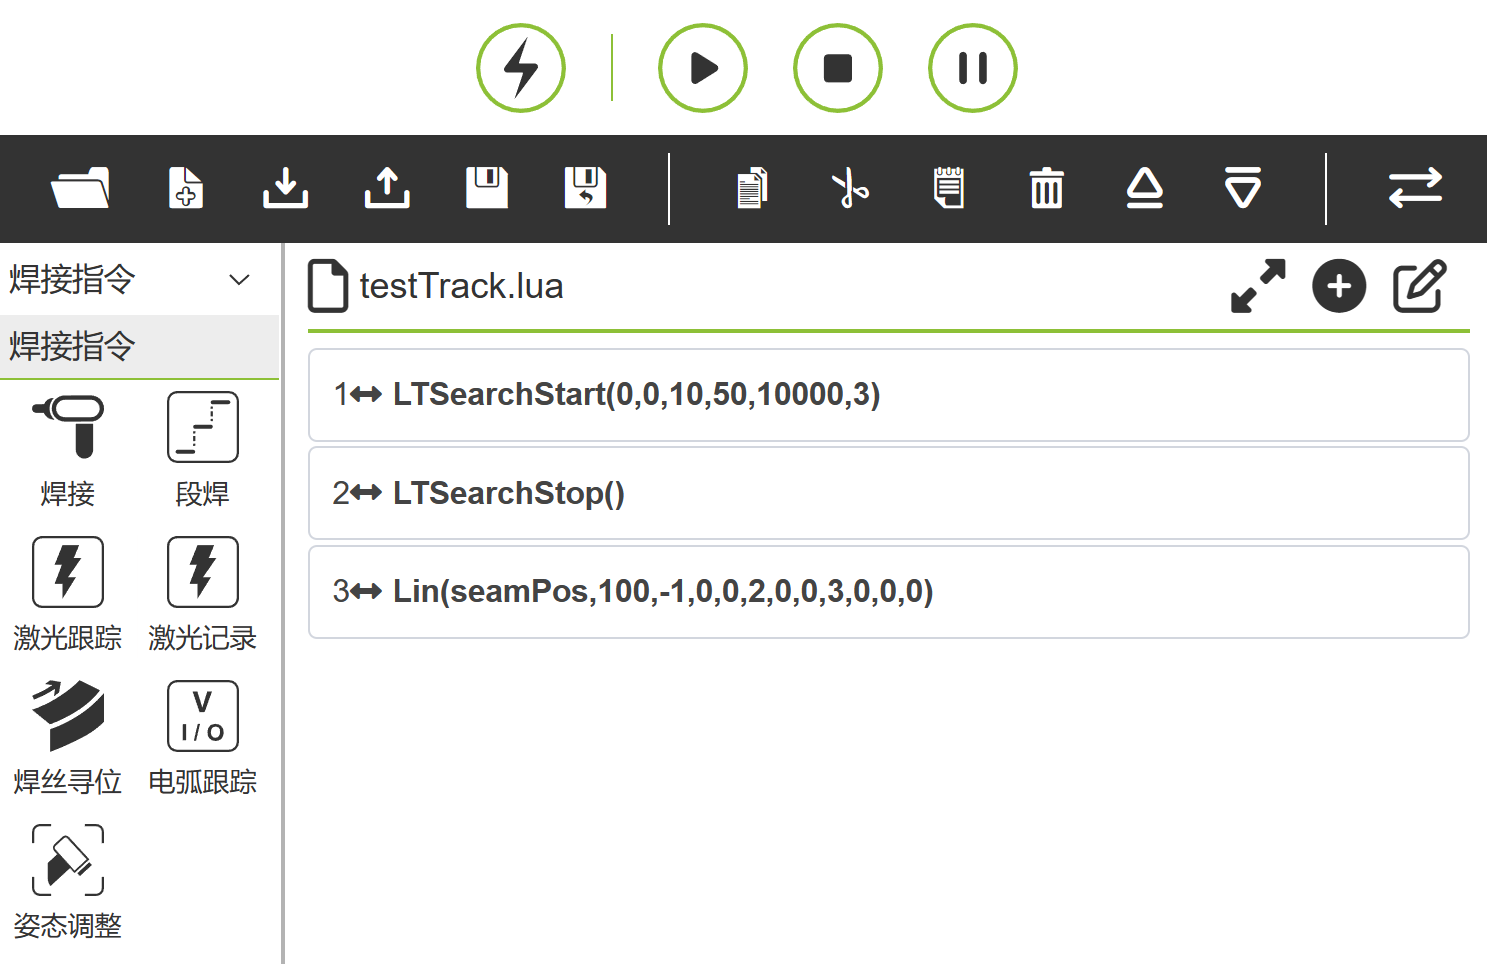 焊接指令
焊接指令
焊接
段焊
激光跟踪
激光记录
焊丝寻位
V
I / O
电弧跟踪
姿态调整
testTrack.lua
1 LTSearchStart(0,0,10,50,10000,3)
2 LTSearchStop()
3 Lin(seamPos,100,-1,0,0,2,0,0,3,0,0,0)